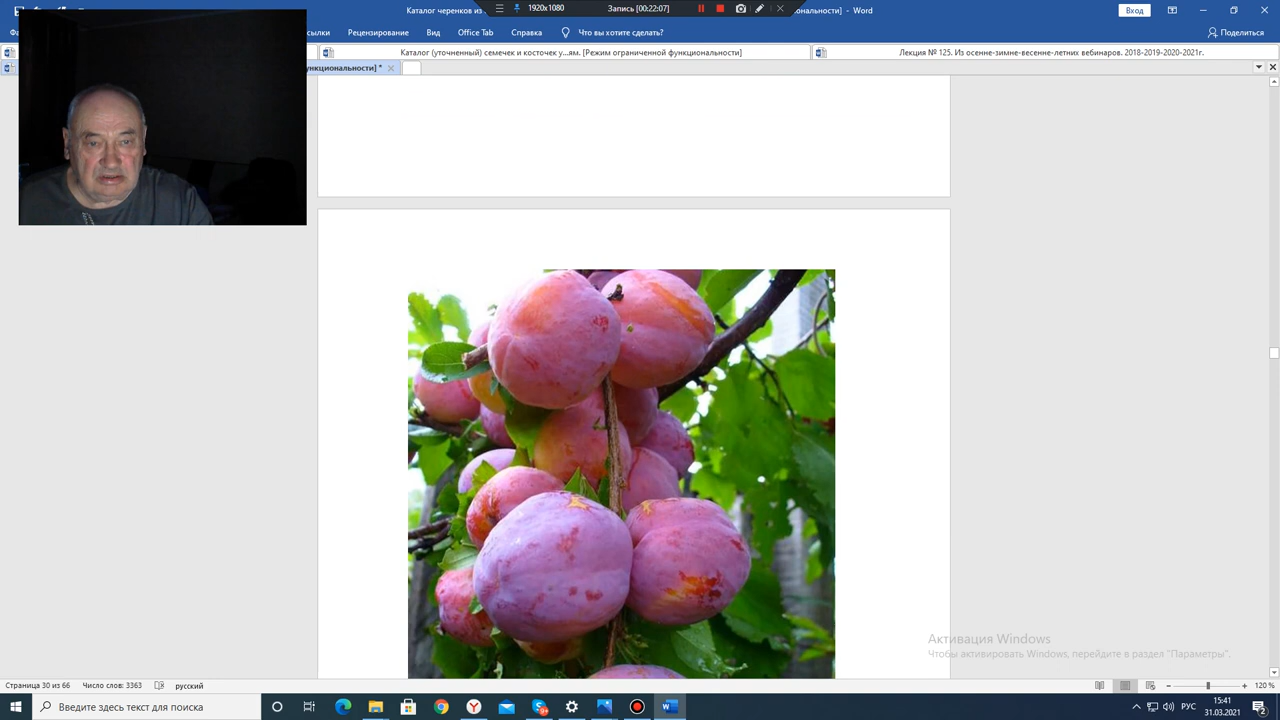 Каталог черенков из
1920x1080
Запись [00:22:07]
ональности] - Word
Вход
сылки
Рецензирование
Вид
Office Tab
Справка
Что вы хотите сделать?
Поделиться
Каталог (уточненный) семечек и косточек у...ям. [Режим ограниченной функциональности]
Лекция № 125. Из осенне-зимне-весенне-летних вебинаров. 2018-2019-2020-2021г.
ункциональности] *
Активация Windows
Чтобы активировать Windows, перейдите в раздел "Параметры".
Страница 30 из 66
Число слов: 3363
русский
120 %
Введите здесь текст для поиска
РУС
15:41
31.03.2021